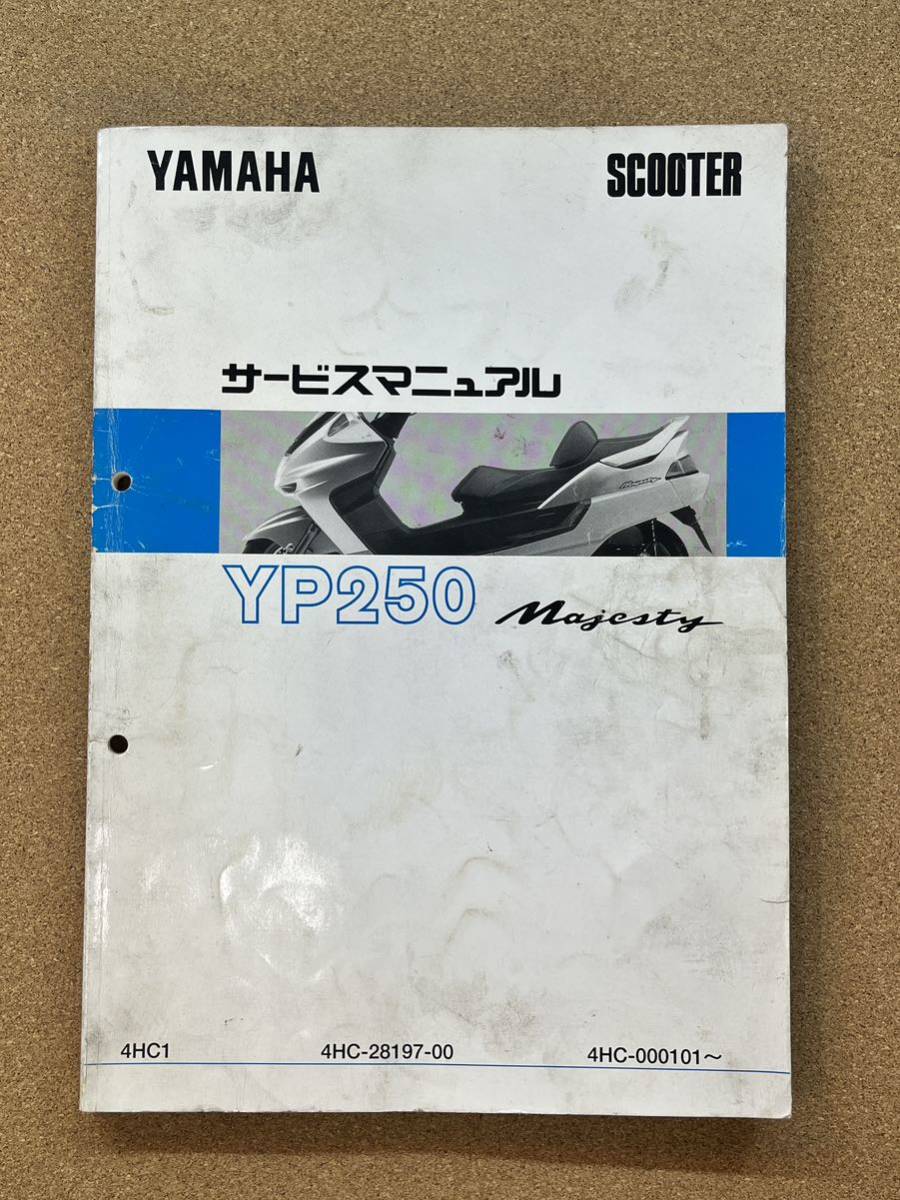 YAMAHA SCOOTER
サービスマニュアル
Majesty
YP250 Majesty
4HC1 4HC-28197-00 4HC-000101～